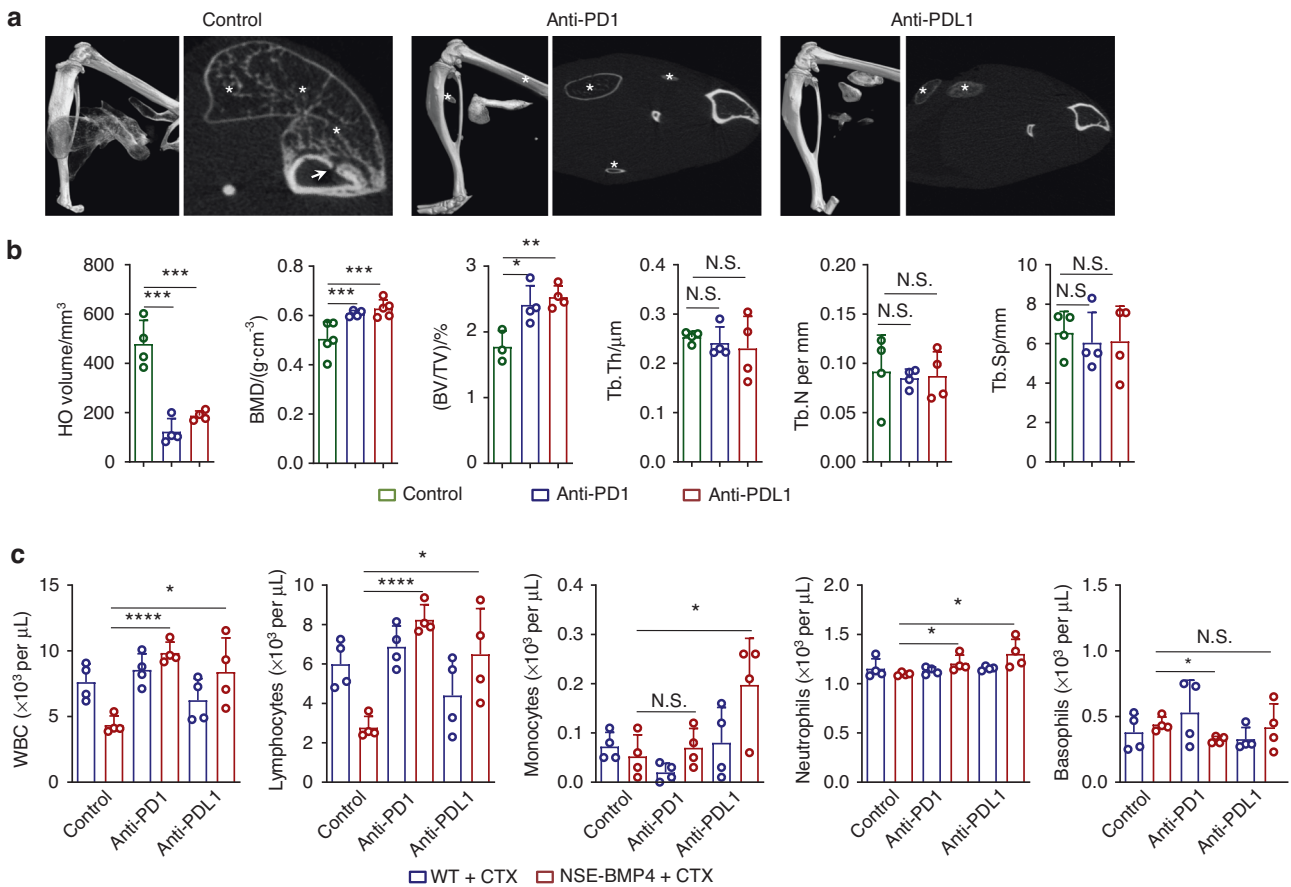 a
Control
Anti-PD1
Anti-PDL1
*
*
*
*
*
*
*
*
*
*
b
HO volume/mm³
800
600
400
200
0
***
***
BMD/(g·cm⁻³)
0.8
0.6
0.4
0.2
0.0
***
***
(BV/TV)/%
3
2
1
0
**
*
Tb.Th/μm
0.4
0.3
0.2
0.1
0.0
N.S.
N.S.
Tb.N per mm
0.20
0.15
0.10
0.05
0.00
N.S.
N.S.
Tb.Sp/mm
10
8
6
4
2
0
N.S.
N.S
Control
Anti-PD1
Anti-PDL1
c
WBC (×10³ per μL)
15
10
5
0
*
****
Control
Anti-PD1
Anti-PDL1
Lymphocytes (×10³ per μL)
10
8
6
4
2
0
*
****
Control
Anti-PD1
Anti-PDL1
Monocytes (×10³ per μL)
0.4
0.3
0.2
0.1
0.0
*
N.S.
Control
Anti-PD1
Anti-PDL1
Neutrophils (×10³ per μL)
2.0
1.5
1.0
0.5
0.0
*
*
Control
Anti-PD1
Anti-PDL1
Basophils (×10³ per μL)
1.5
1.0
0.5
0.0
N.S.
*
Control
Anti-PD1
Anti-PDL1
WT + CTX
NSE-BMP4 + CTX